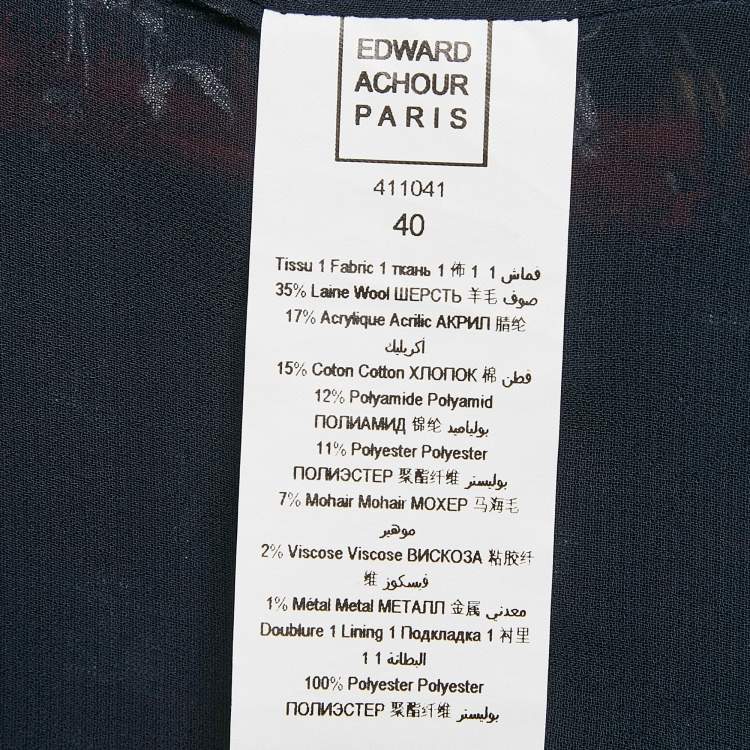 EDWARD
ACHOUR
PARIS
411041
40
Tissu 1 Fabric 1 ткань 1 佈 1 1 قماش
35% Laine Wool ШЕРСТЬ 羊毛 صوف
17% Acrylique Acrilic АКРИЛ 腈纶
أكريليك
15% Coton Cotton ХЛОПОК 棉 قطن
12% Polyamide Polyamid
ПОЛИАМИД 锦纶 بولياميد
11% Polyester Polyester
ПОЛИЭСТЕР 聚酯纤维 بوليستر
7% Mohair Mohair МОХЕР 马海毛
موهير
2% Viscose Viscose ВИСКОЗА 粘胶纤
维 فيسكوز
1% Métal Metal МЕТАЛЛ 金属 معدني
Doublure 1 Lining 1 Подкладка 1 衬里
1 1 البطانة
100% Polyester Polyester
ПОЛИЭСТЕР 聚酯纤维 بوليستر